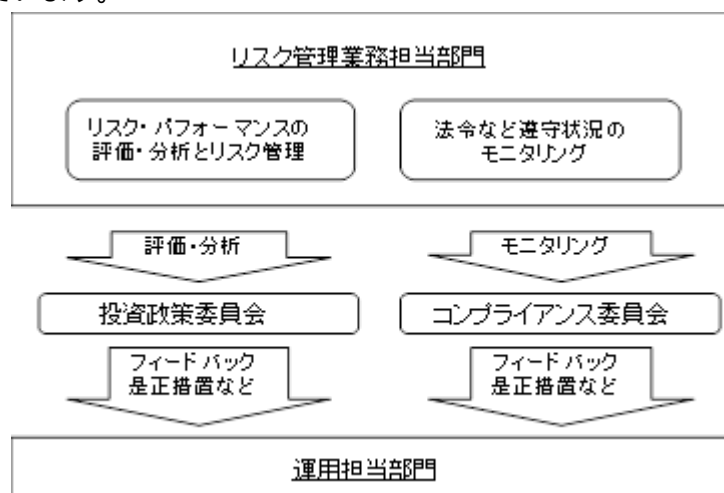 リスク管理業務担当部門
リスク・パフォーマンスの
評価・分析とリスク管理
法令など遵守状況の
モニタリング
評価・分析
モニタリング
投資政策委員会
コンプライアンス委員会
フィードバック
是正措置など
フィードバック
是正措置など
運用担当部門